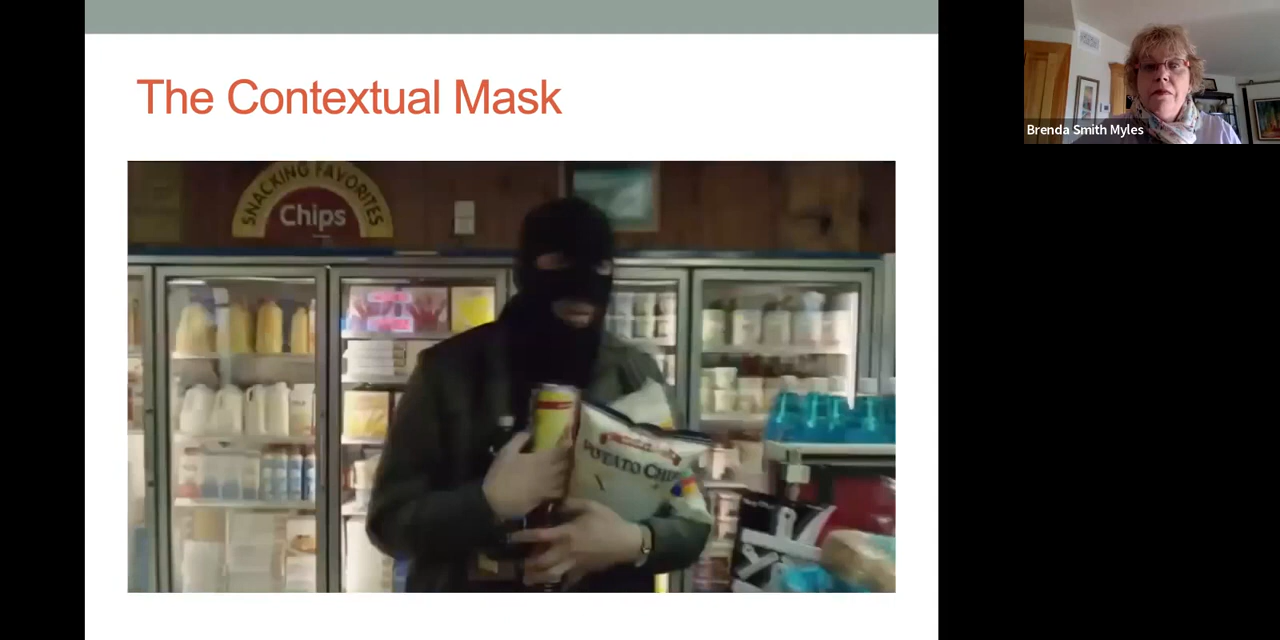 The Contextual Mask
SNACKING FAVORITES
Chips
POTATO CHIPS
Brenda Smith Myles